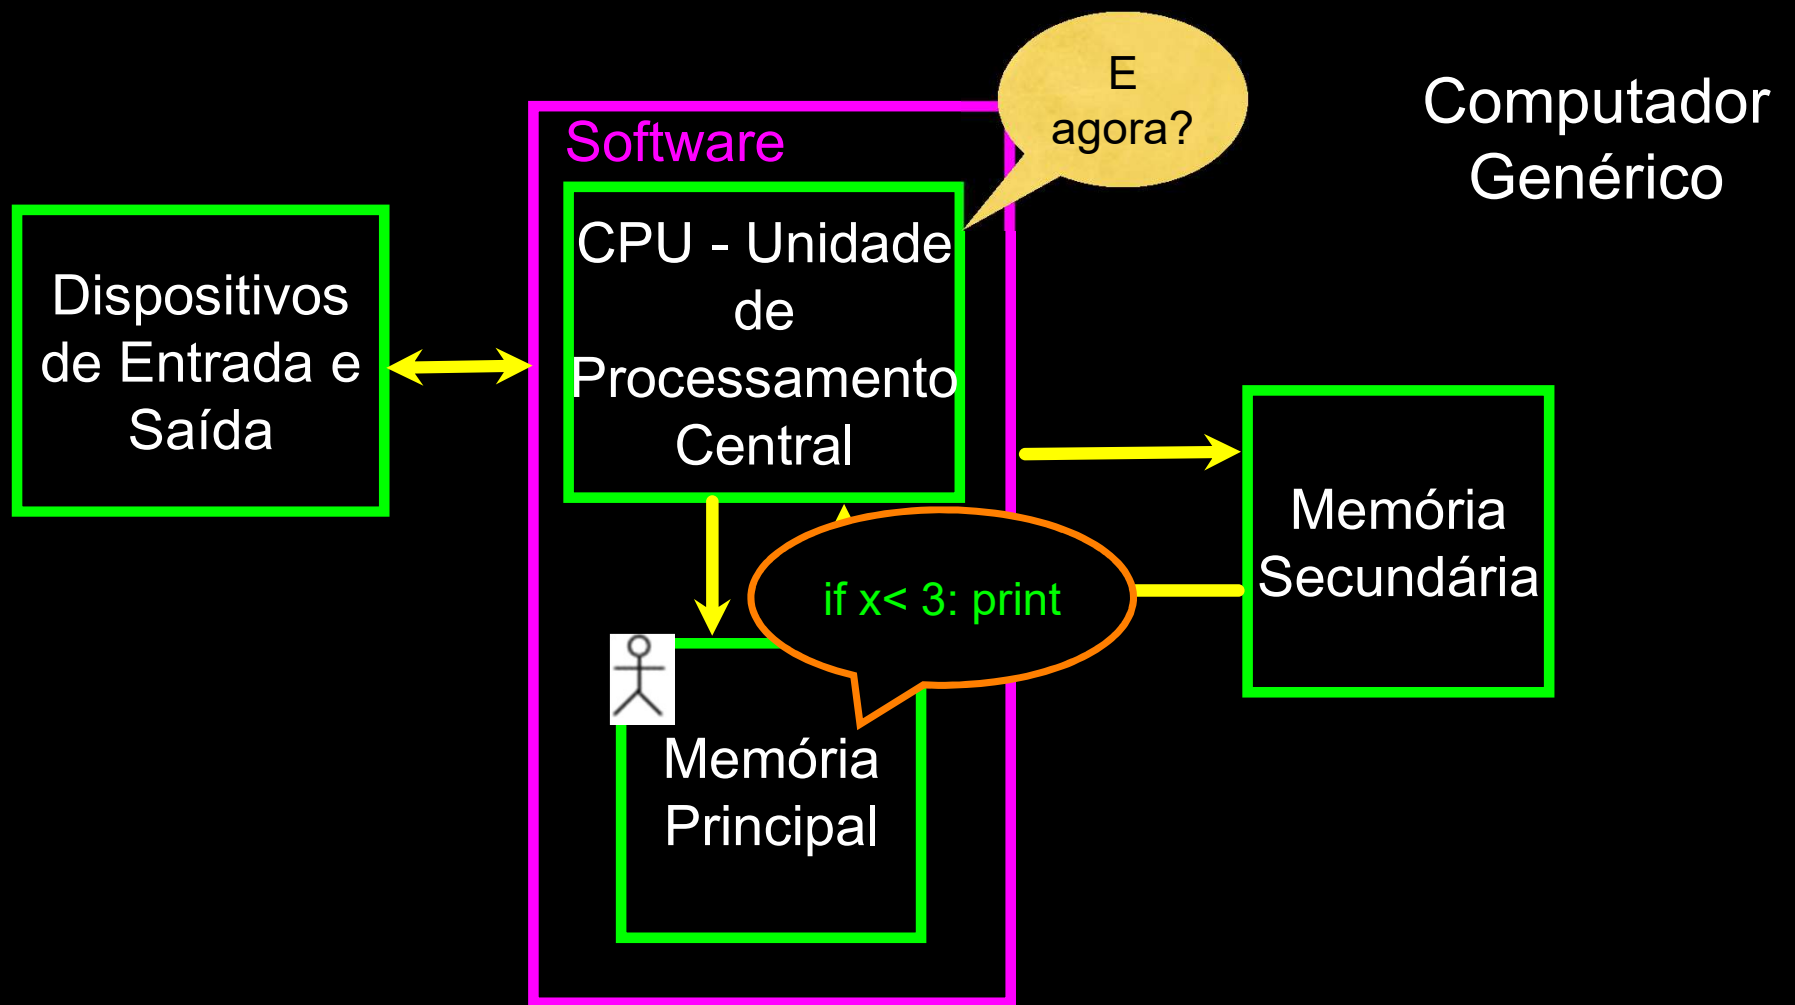 Computador
Genérico
E
agora?
Software
CPU - Unidade
de
Processamento
Central
Dispositivos
de Entrada e
Saída
Memória
Secundária
if x< 3: print
Memória
Principal